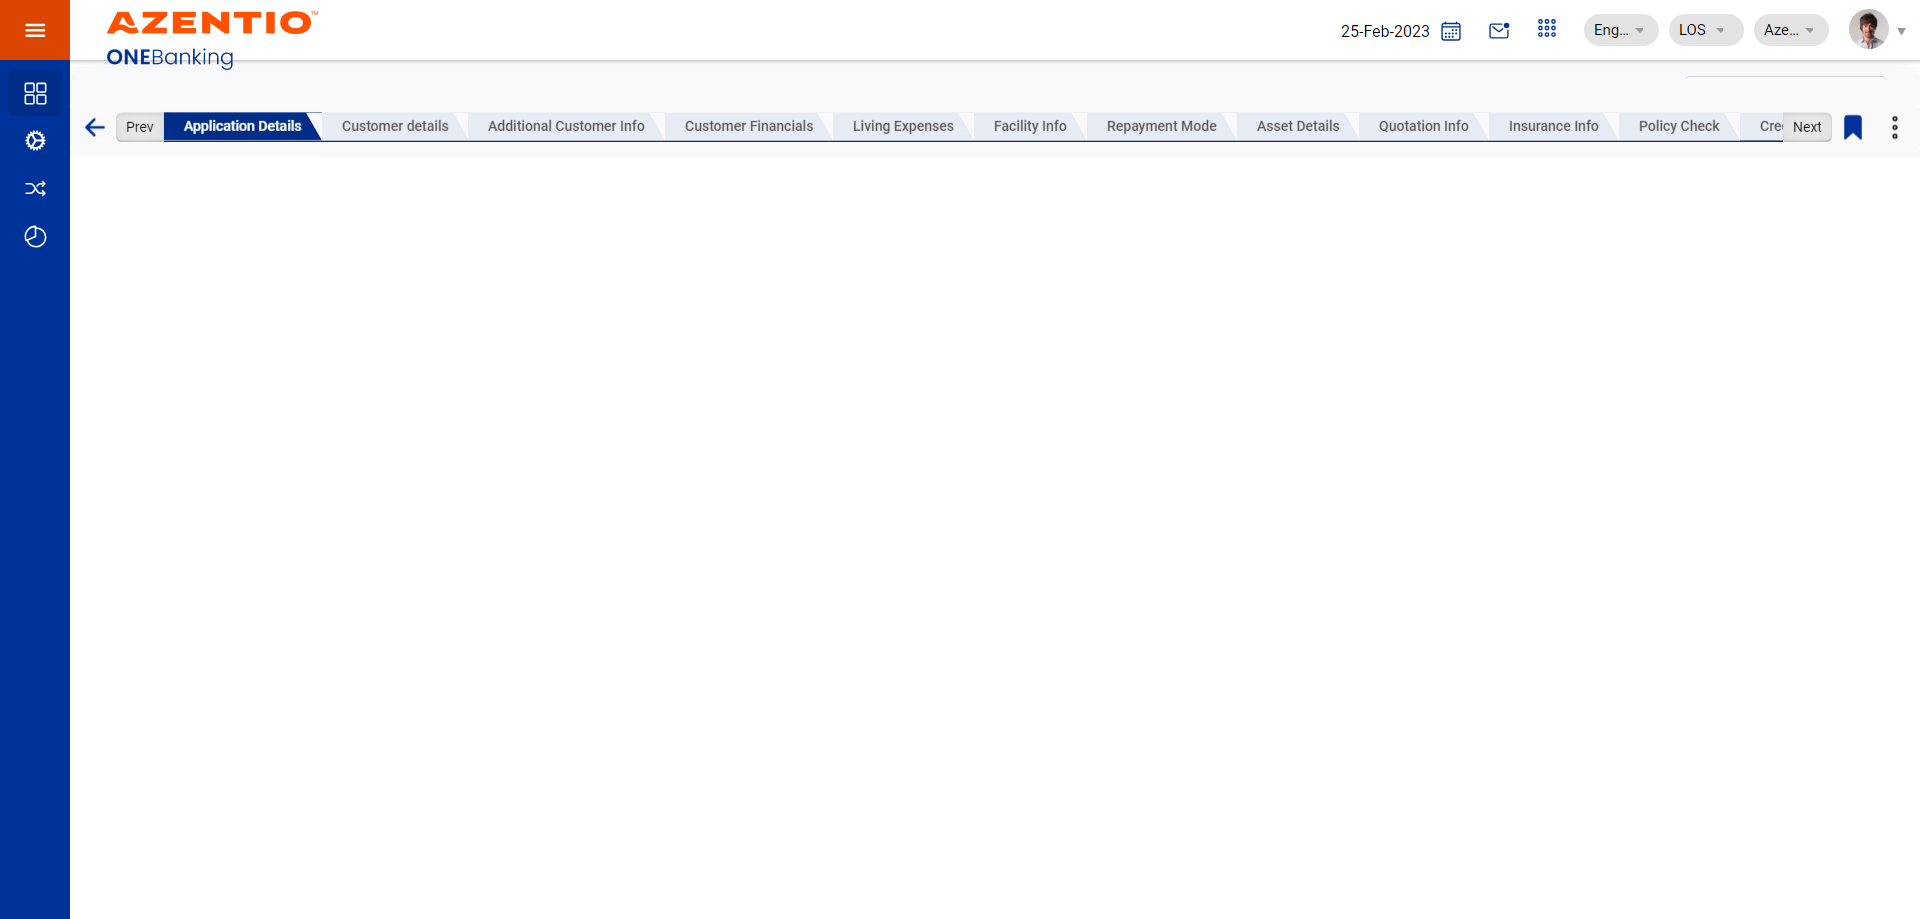 AZENTIO™
ONEBanking
25-Feb-2023
Eng...
LOS
Aze...
Prev
Application Details
Customer details
Additional Customer Info
Customer Financials
Living Expenses
Facility Info
Repayment Mode
Asset Details
Quotation Info
Insurance Info
Policy Check
Cre
Next